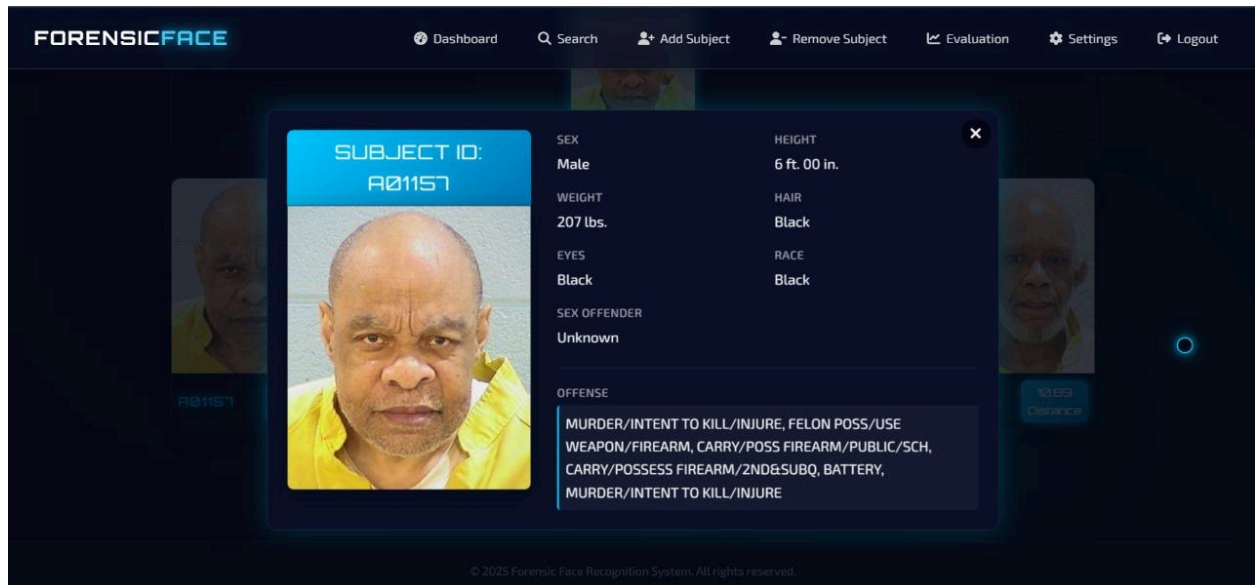 FORENSICFACE
Dashboard
Search
Add Subject
Remove Subject
Evaluation
Settings
Logout
SUBJECT ID:
A01157
SEX
Male
HEIGHT
6 ft. 00 in.
WEIGHT
207 lbs.
HAIR
Black
EYES
Black
RACE
Black
SEX OFFENDER
Unknown
OFFENSE
MURDER/INTENT TO KILL/INJURE, FELON POSS/USE
WEAPON/FIREARM, CARRY/POSS FIREARM/PUBLIC/SCH,
CARRY/POSSESS FIREARM/2ND&SUBQ, BATTERY,
MURDER/INTENT TO KILL/INJURE
A01157
10.89
Distance
© 2025 Forensic Face Recognition System. All rights reserved.